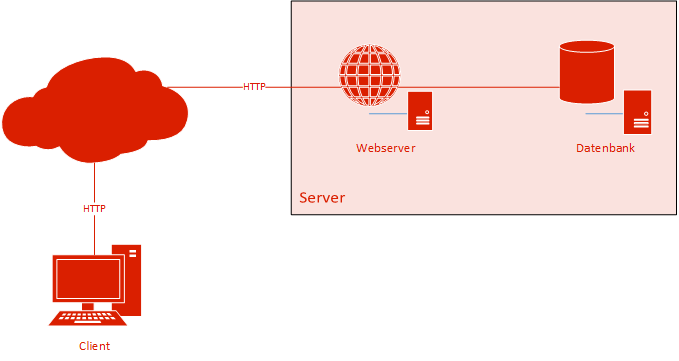 HTTP
Webserver
Datenbank
Server
HTTP
Client